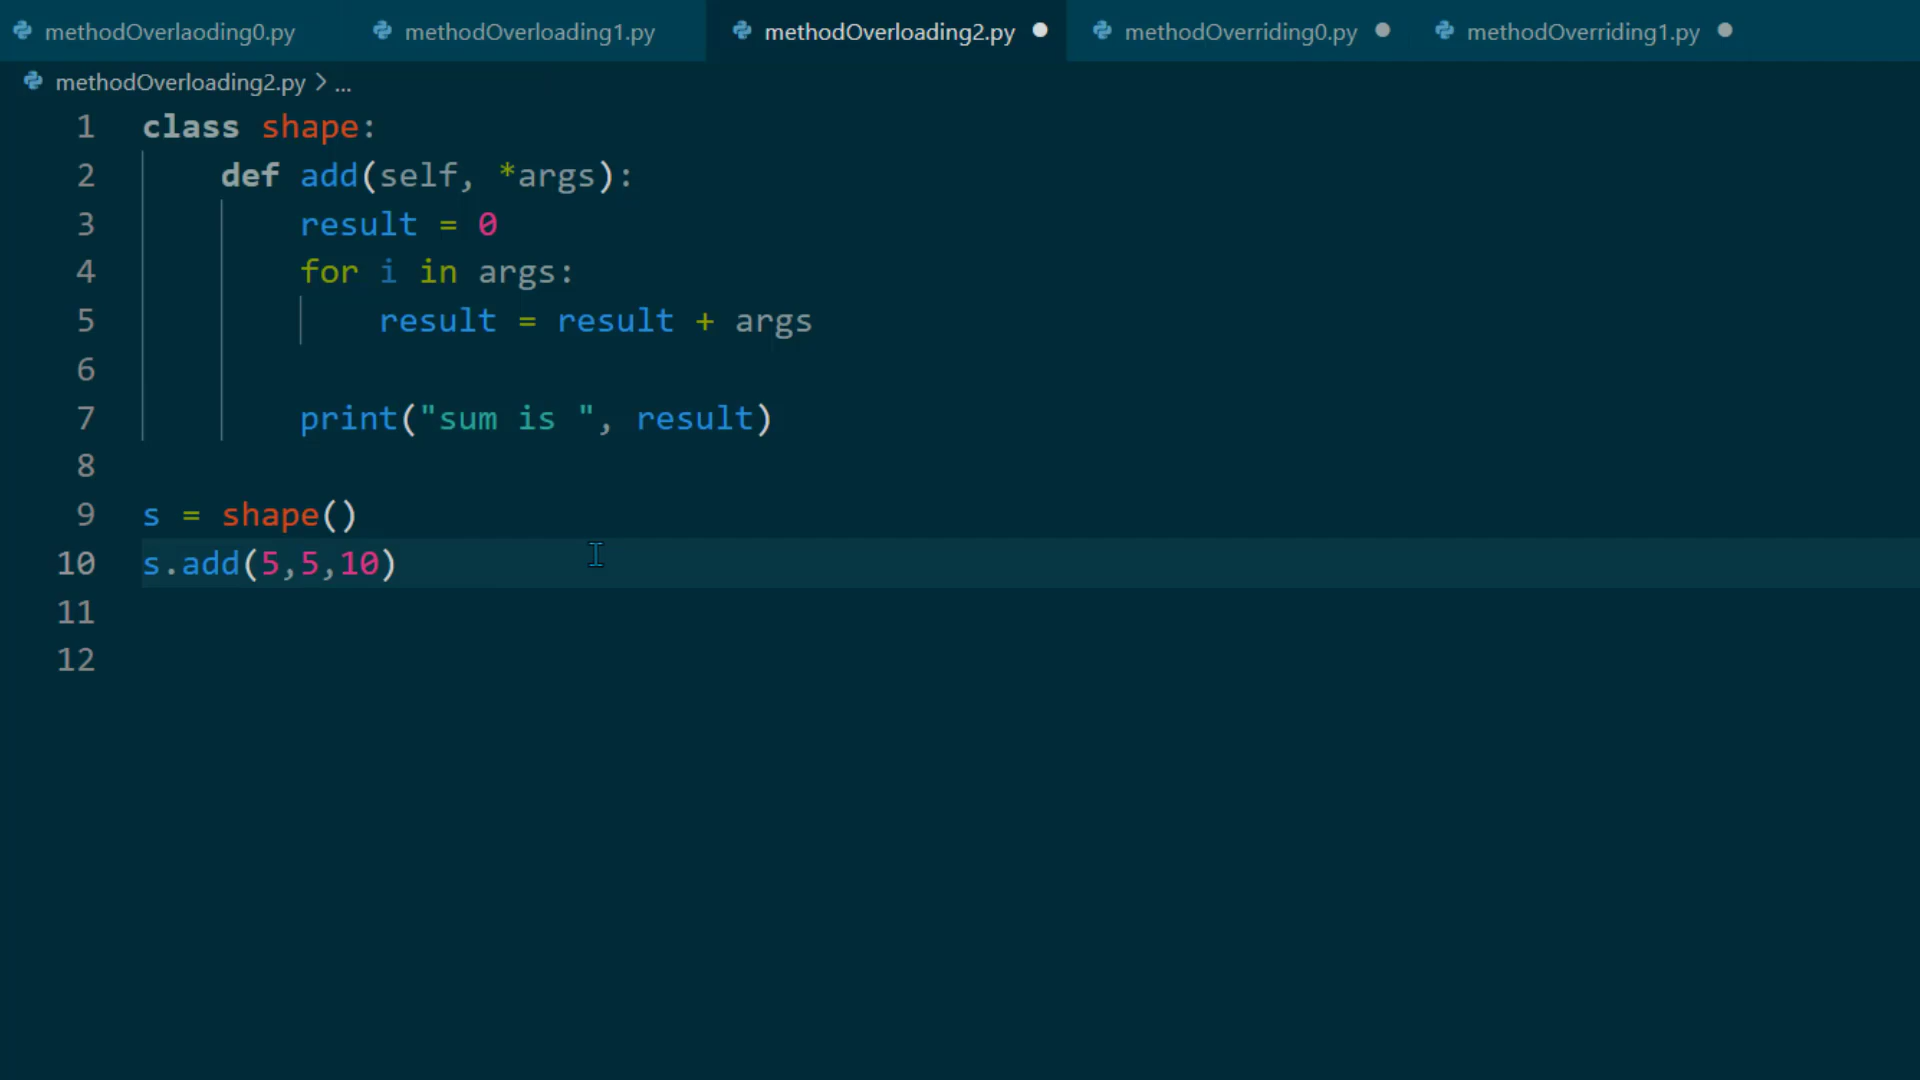 methodOverlaoding0.py methodOverloading1.py methodOverloading2.py methodOverriding0.py methodOverriding1.py
methodOverloading2.py > ...
1 class shape:
2     def add(self, *args):
3         result = 0
4         for i in args:
5             result = result + args
6
7         print("sum is ", result)
8
9 s = shape()
10 s.add(5,5,10)
11
12